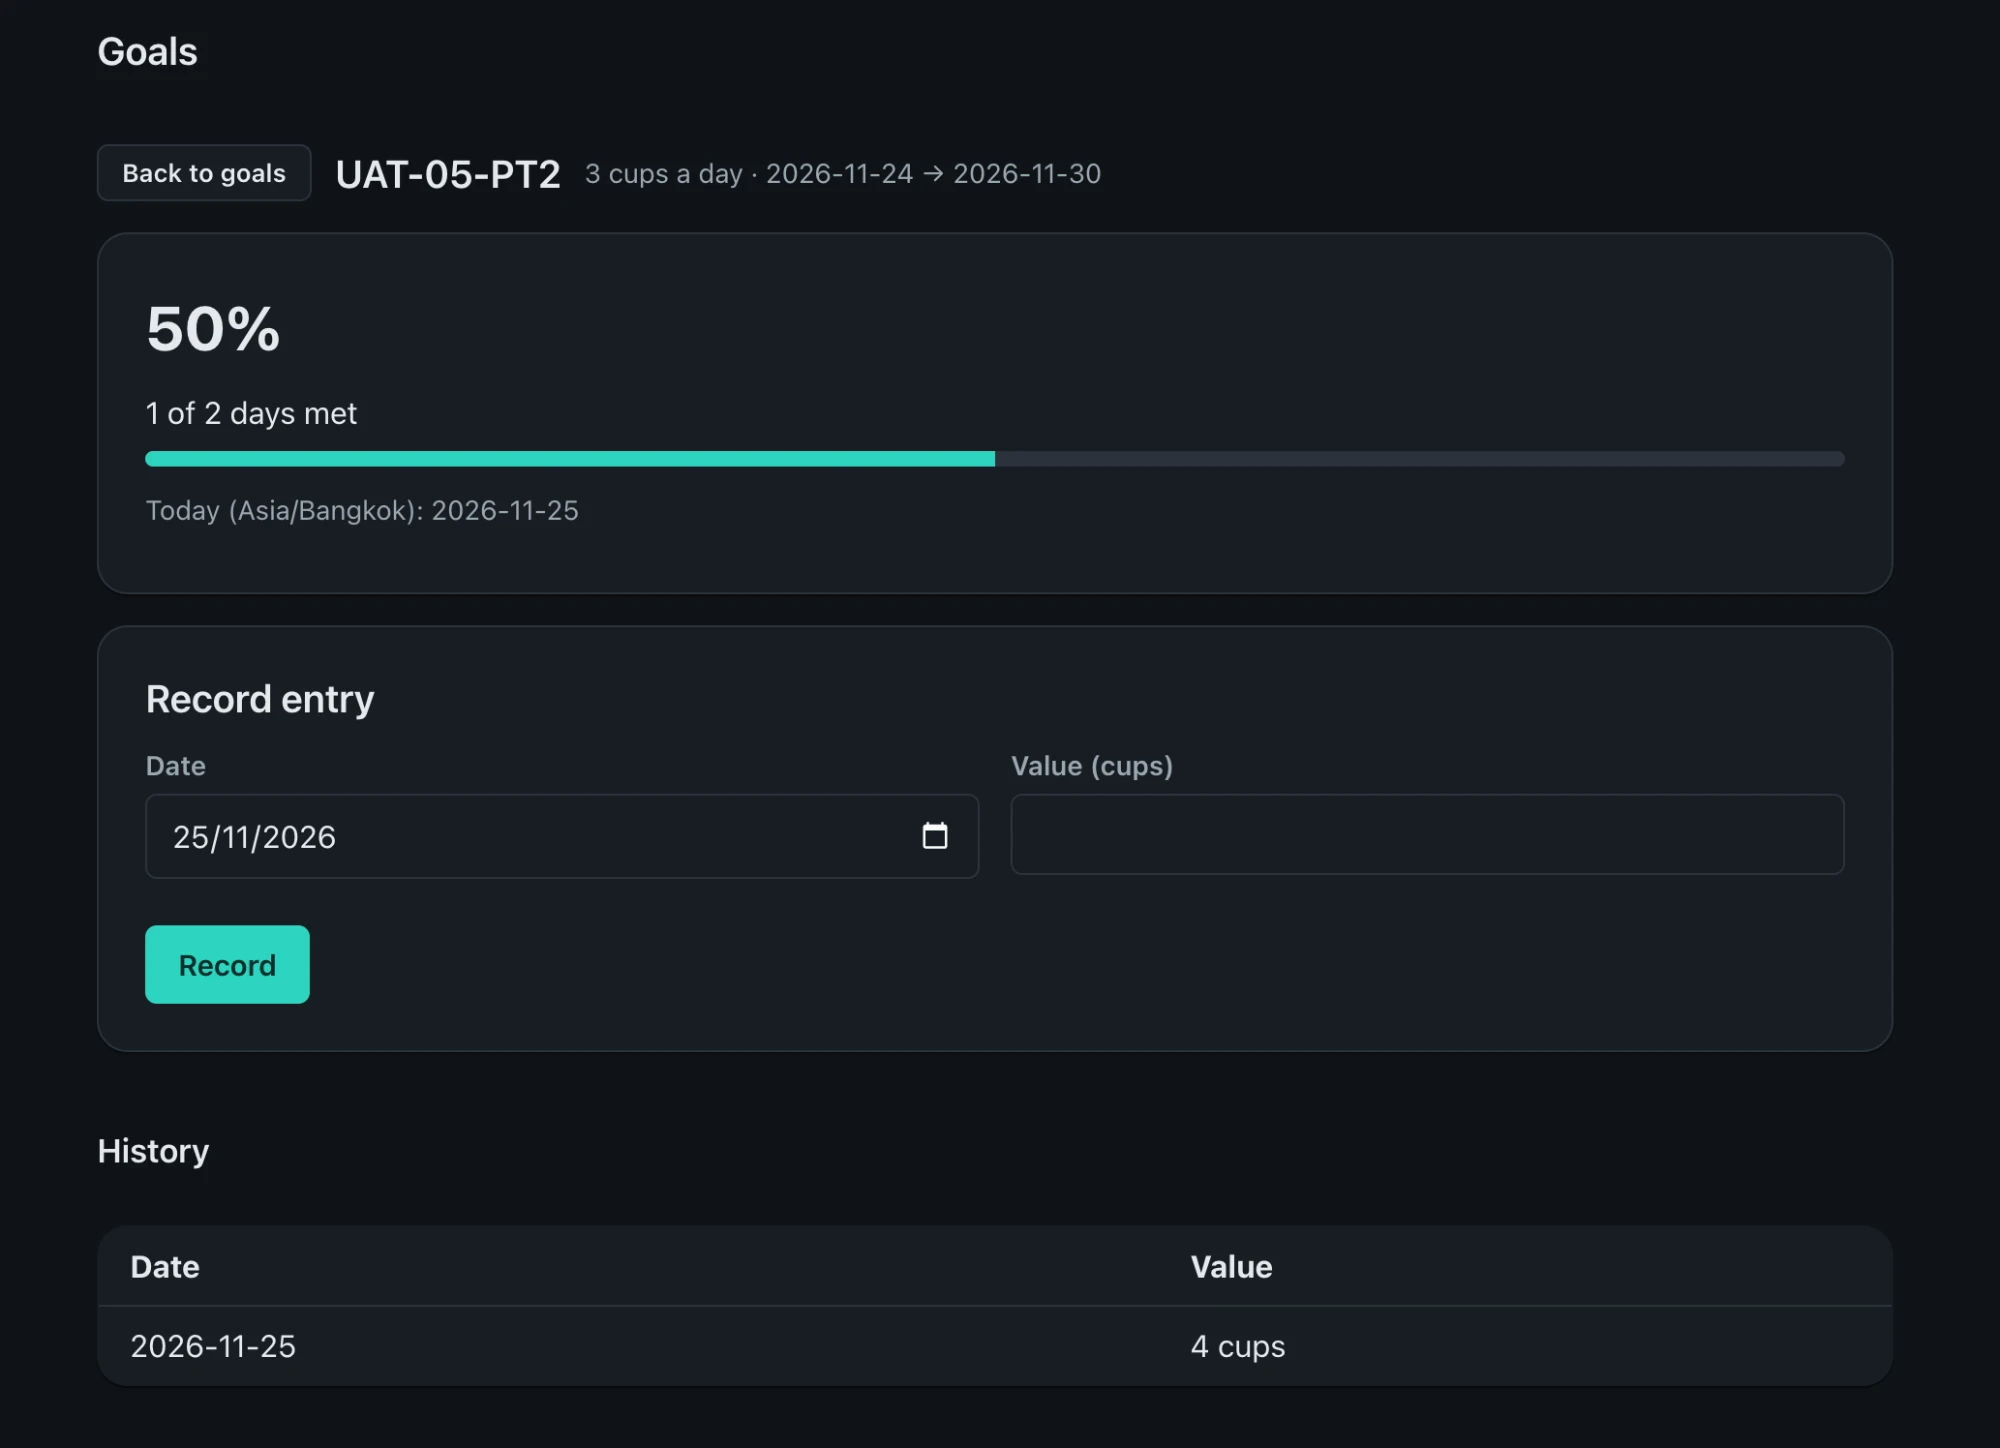 Goals
Back to goals
UAT-05-PT2
3 cups a day · 2026-11-24 → 2026-11-30
50%
1 of 2 days met
Today (Asia/Bangkok): 2026-11-25
Record entry
Date
Value (cups)
25/11/2026
Record
History
Date
Value
2026-11-25
4 cups